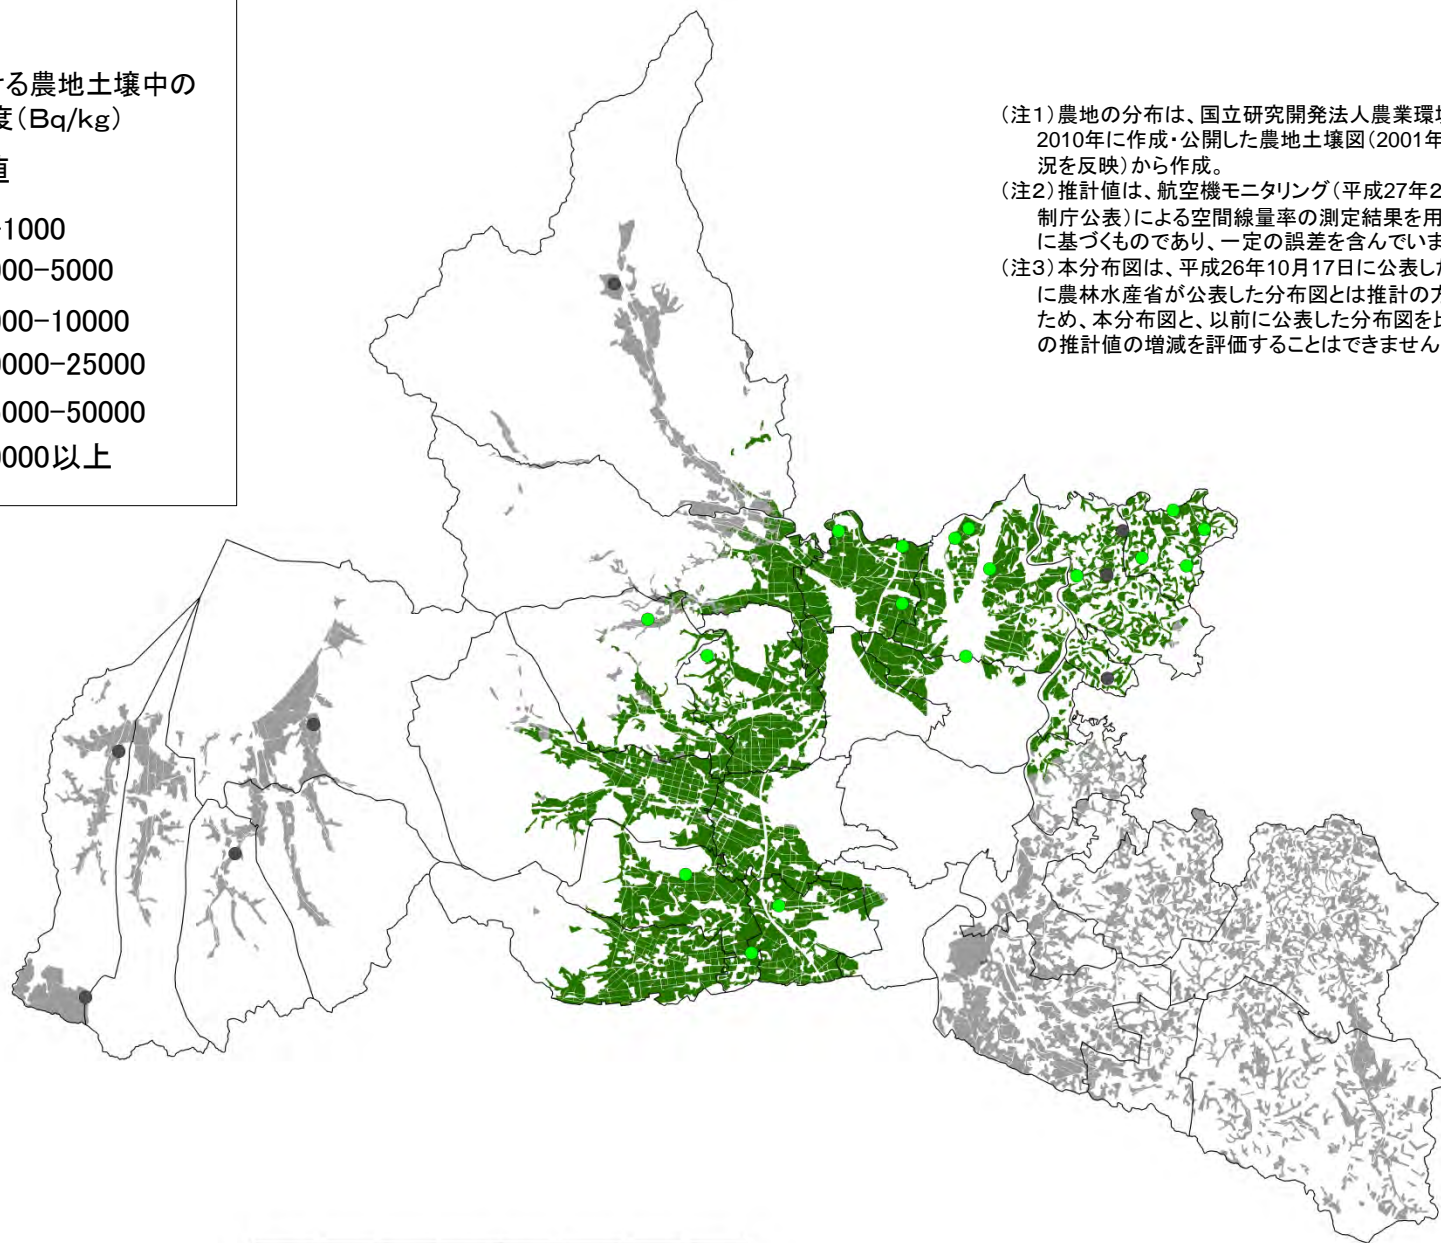 ける農地土壌中の
度(Bq/kg)
値
1000
000-5000
000-10000
0000-25000
5000-50000
0000以上
(注1)農地の分布は、国立研究開発法人農業環境
2010年に作成・公開した農地土壌図(2001年
況を反映)から作成。
(注2)推計値は、航空機モニタリング(平成27年2
制庁公表)による空間線量率の測定結果を用
に基づくものであり、一定の誤差を含んでいま
(注3)本分布図は、平成26年10月17日に公表した
に農林水産省が公表した分布図とは推計の方
ため、本分布図と、以前に公表した分布図を比
の推計値の増減を評価することはできません